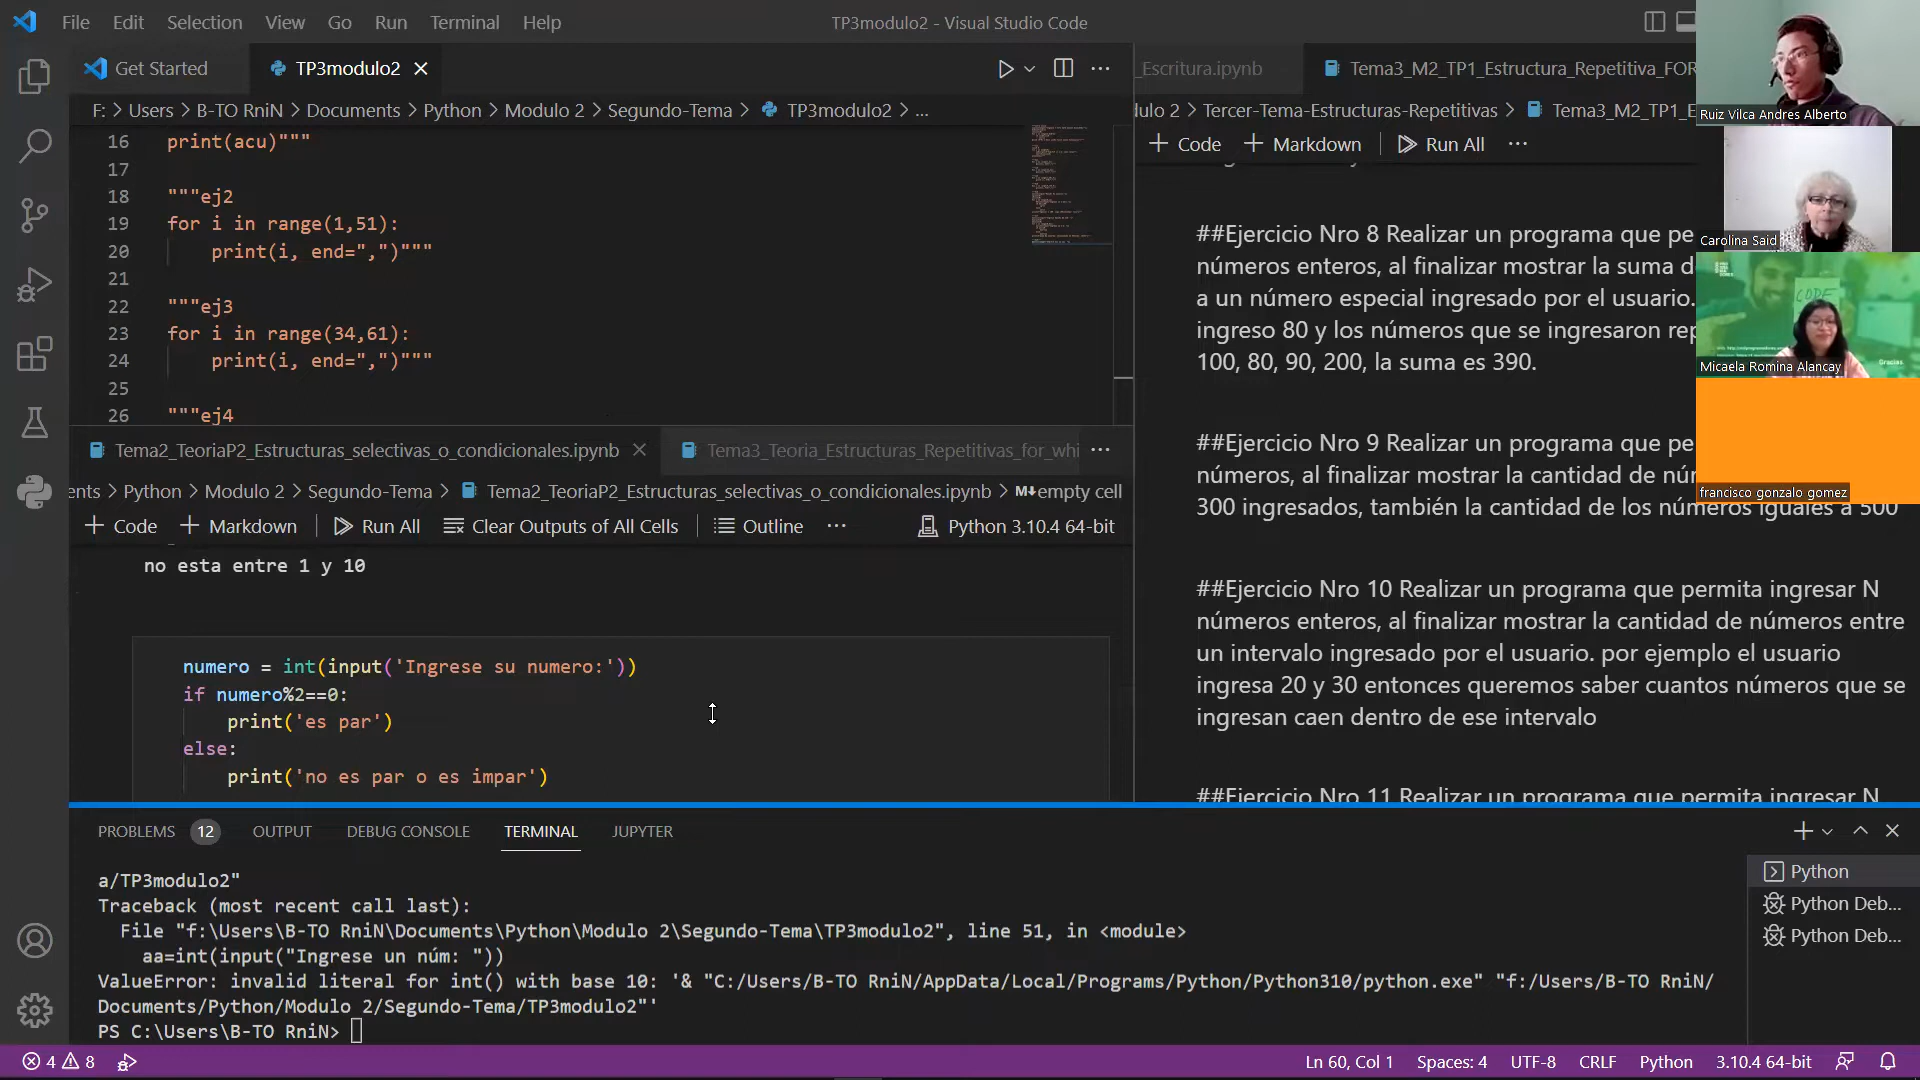 File Edit Selection View Go Run Terminal Help
TP3modulo2 - Visual Studio Code
Get Started
TP3modulo2
F: > Users > B-TO RniN > Documents > Python > Modulo 2 > Segundo-Tema > TP3modulo2 > ...
16 print(acu)"""
17
18 """ej2
19 for i in range(1,51):
20 print(i, end=",")"""
21
22 """ej3
23 for i in range(34,61):
24 print(i, end=",")"""
25
26 """ej4
Tema2_TeoriaP2_Estructuras_selectivas_o_condicionales.ipynb
Tema3_Teoria_Estructuras_Repetitivas_for_whi
ents > Python > Modulo 2 > Segundo-Tema > Tema2_TeoriaP2_Estructuras_selectivas_o_condicionales.ipynb > M↓empty cell
+ Code + Markdown Run All Clear Outputs of All Cells Outline ... Python 3.10.4 64-bit
no esta entre 1 y 10
numero = int(input('Ingrese su numero:'))
if numero%2==0:
print('es par')
else:
print('no es par o es impar')
_Escritura.ipynb
Tema3_M2_TP1_Estructura_Repetitiva_FOR
ulo 2 > Tercer-Tema-Estructuras-Repetitivas > Tema3_M2_TP1_E
+ Code + Markdown Run All ...
##Ejercicio Nro 8 Realizar un programa que pe
números enteros, al finalizar mostrar la suma d
a un número especial ingresado por el usuario.
ingreso 80 y los números que se ingresaron rep
100, 80, 90, 200, la suma es 390.
##Ejercicio Nro 9 Realizar un programa que pe
números, al finalizar mostrar la cantidad de núm
300 ingresados, también la cantidad de los números iguales a 500
##Ejercicio Nro 10 Realizar un programa que permita ingresar N
números enteros, al finalizar mostrar la cantidad de números entre
un intervalo ingresado por el usuario. por ejemplo el usuario
ingresa 20 y 30 entonces queremos saber cuantos números que se
ingresan caen dentro de ese intervalo
##Ejercicio Nro 11 Realizar un programa que permita ingresar N
Ruiz Vilca Andres Alberto
Carolina Said
CODE
Gracias
Micaela Romina Alancay
francisco gonzalo gomez
PROBLEMS 12 OUTPUT DEBUG CONSOLE TERMINAL JUPYTER
a/TP3modulo2"
Traceback (most recent call last):
File "f:\Users\B-TO RniN\Documents\Python\Modulo 2\Segundo-Tema\TP3modulo2", line 51, in <module>
aa=int(input("Ingrese un núm: "))
ValueError: invalid literal for int() with base 10: '& "C:/Users/B-TO RniN/AppData/Local/Programs/Python/Python310/python.exe" "f:/Users/B-TO RniN/
Documents/Python/Modulo 2/Segundo-Tema/TP3modulo2"'
PS C:\Users\B-TO RniN>
Python
Python Deb...
Python Deb...
4 8
Ln 60, Col 1 Spaces: 4 UTF-8 CRLF Python 3.10.4 64-bit